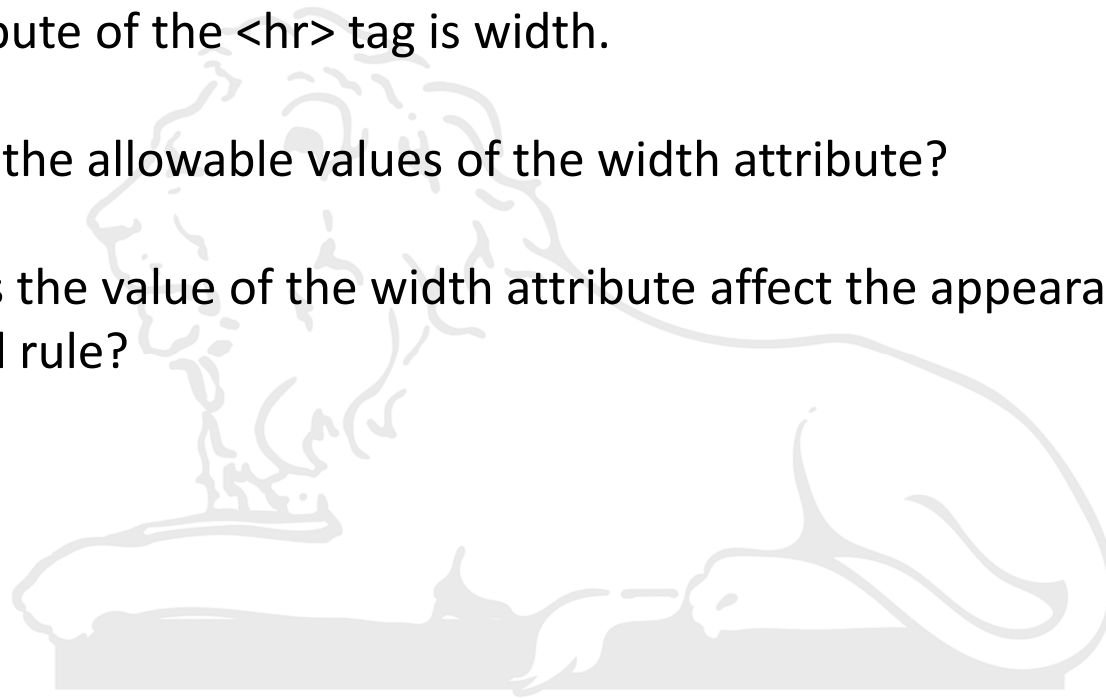 bute of the <hr> tag is width.
the allowable values of the width attribute?
s the value of the width attribute affect the appeara
l rule?